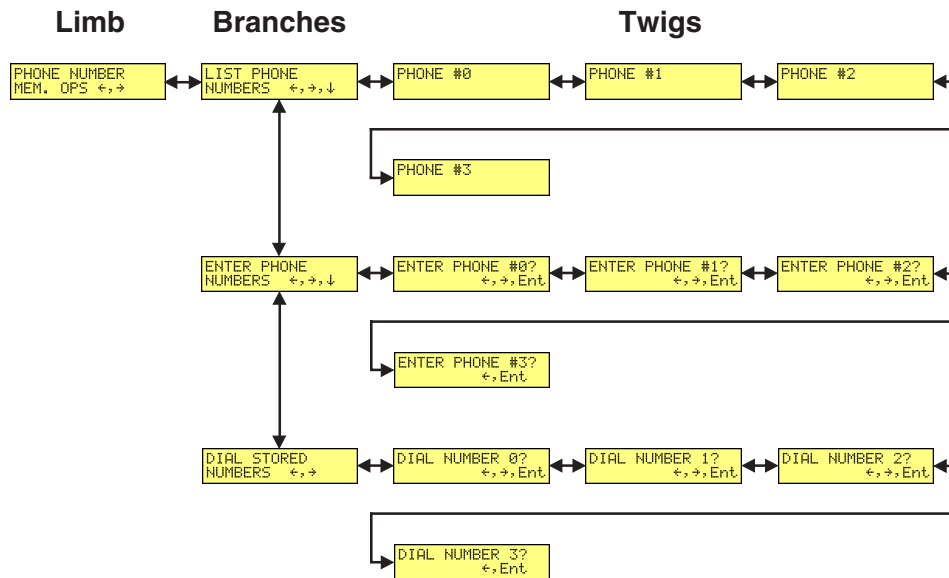 Limb Branches Twigs
PHONE NUMBER
MEM. OPS ←,→
LIST PHONE
NUMBERS ←,→,↓
PHONE #0
PHONE #1
PHONE #2
PHONE #3
ENTER PHONE
NUMBERS ←,→,↓
ENTER PHONE #0?
←,→,Ent
ENTER PHONE #1?
←,→,Ent
ENTER PHONE #2?
←,→,Ent
ENTER PHONE #3?
←,Ent
DIAL STORED
NUMBERS ←,→
DIAL NUMBER 0?
←,→,Ent
DIAL NUMBER 1?
←,→,Ent
DIAL NUMBER 2?
←,→,Ent
DIAL NUMBER 3?
←,Ent